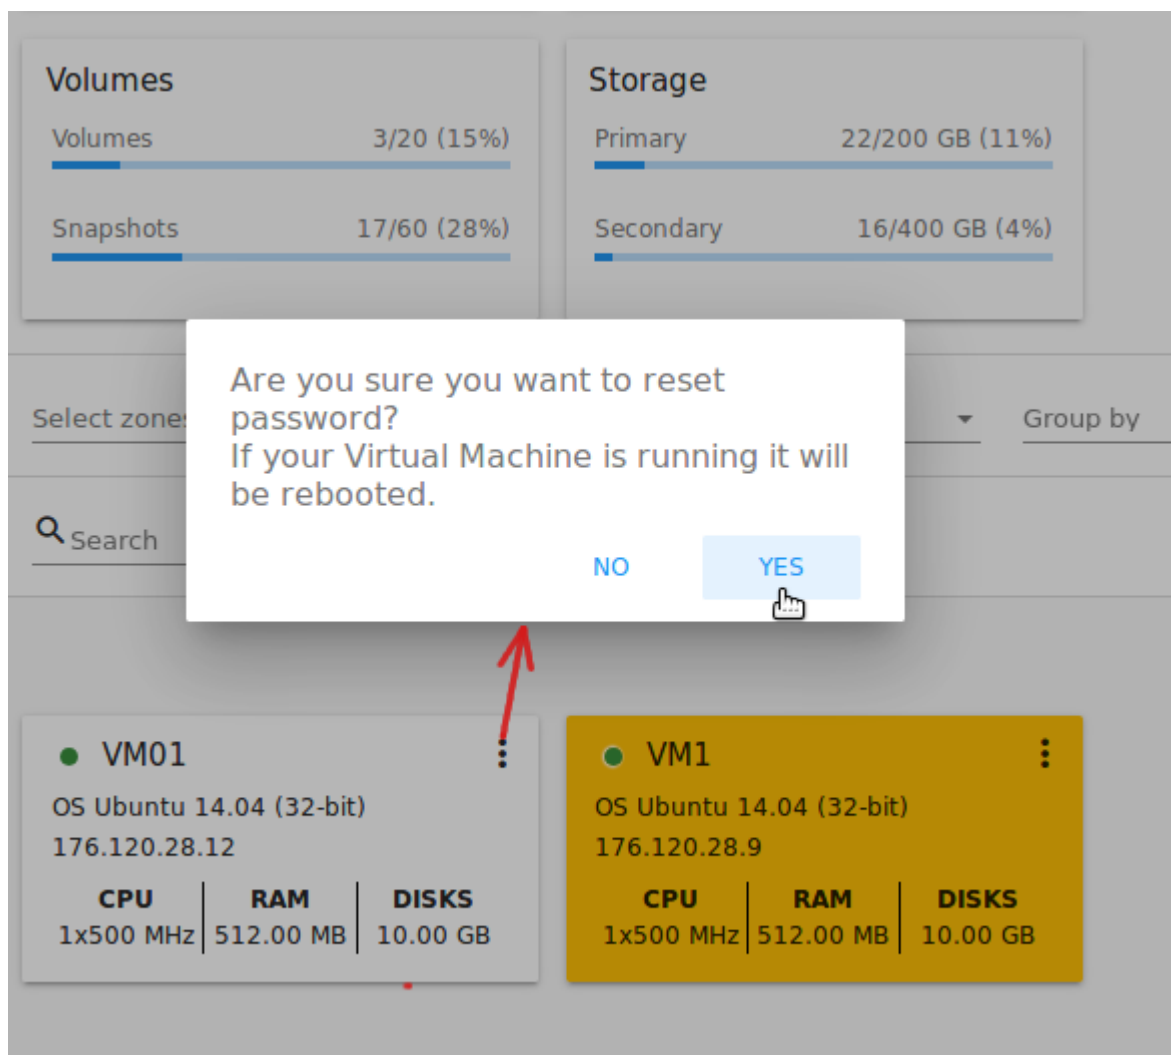 Volumes
Volumes 3/20 (15%)
Snapshots 17/60 (28%)
Storage
Primary 22/200 GB (11%)
Secondary 16/400 GB (4%)
Select zone
Group by
Search
Are you sure you want to reset
password?
If your Virtual Machine is running it will
be rebooted.
NO YES
VM01
OS Ubuntu 14.04 (32-bit)
176.120.28.12
CPU RAM DISKS
1x500 MHz 512.00 MB 10.00 GB
VM1
OS Ubuntu 14.04 (32-bit)
176.120.28.9
CPU RAM DISKS
1x500 MHz 512.00 MB 10.00 GB